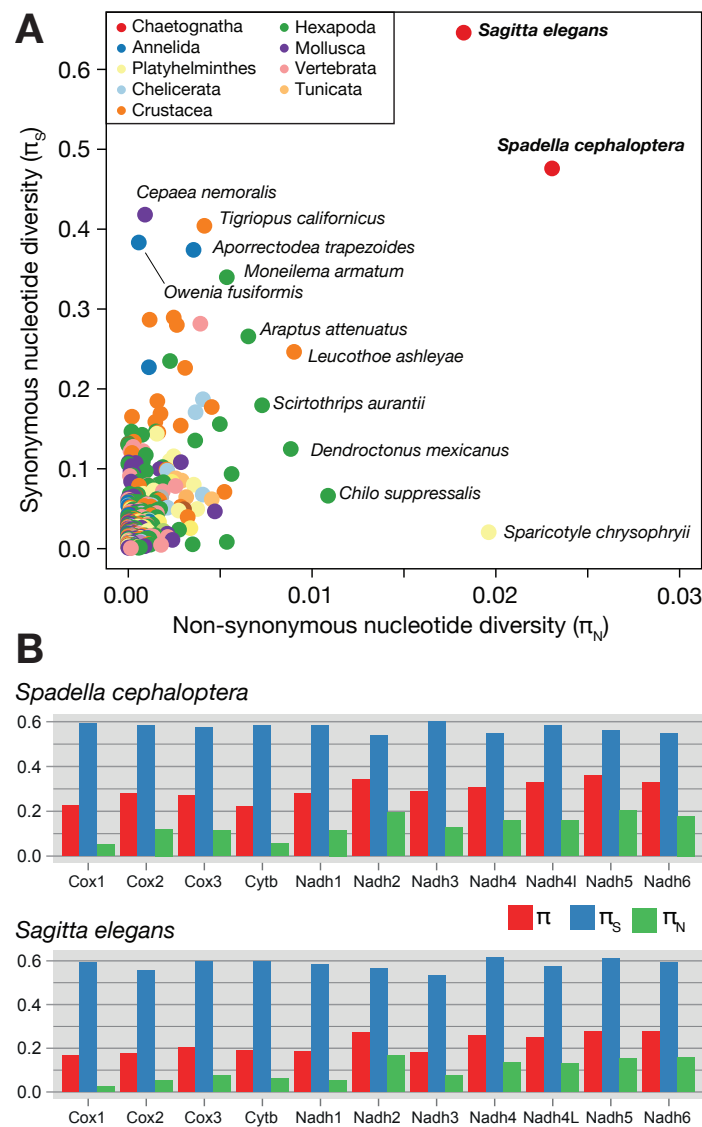 A
Chaetognatha
Annelida
Platyhelminthes
Chelicerata
Crustacea
Hexapoda
Mollusca
Vertebrata
Tunicata
Synonymous nucleotide diversity (πS)
0.6
0.5
0.4
0.3
0.2
0.1
0.0
Sagitta elegans
Spadella cephaloptera
Cepaea nemoralis
Tigriopus californicus
Aporrectodea trapezoides
Moneilema armatum
Owenia fusiformis
Araptus attenuatus
Leucothoe ashleyae
Scirtothrips aurantii
Dendroctonus mexicanus
Chilo suppressalis
Sparicotyle chrysophryii
0.00 0.01 0.02 0.03
Non-synonymous nucleotide diversity (πN)
B
Spadella cephaloptera
0.6
0.4
0.2
0.0
Cox1 Cox2 Cox3 Cytb Nadh1 Nadh2 Nadh3 Nadh4 Nadh4l Nadh5 Nadh6
π πS πN
Sagitta elegans
0.6
0.4
0.2
0.0
Cox1 Cox2 Cox3 Cytb Nadh1 Nadh2 Nadh3 Nadh4 Nadh4L Nadh5 Nadh6